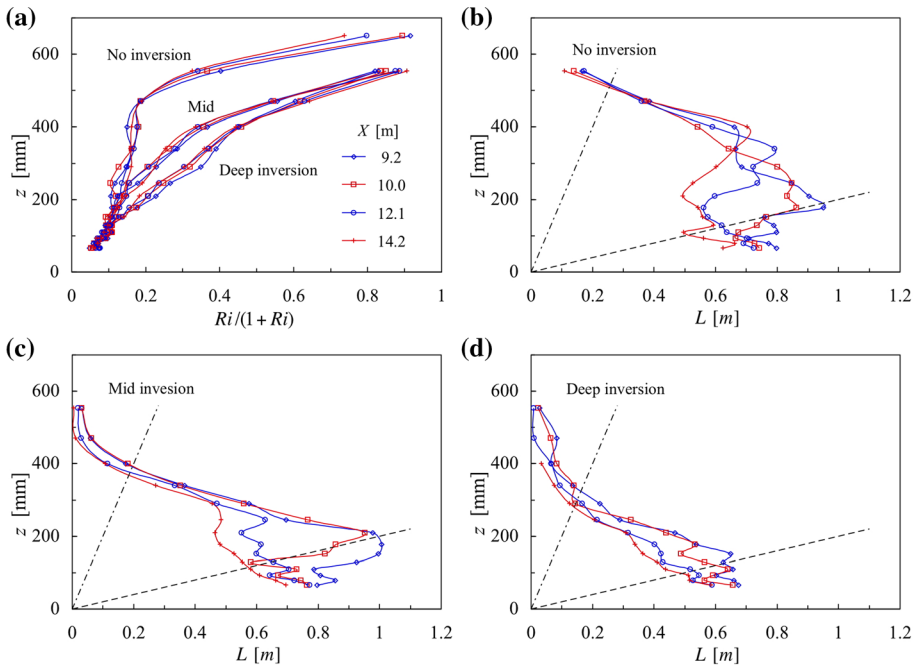 (a)
600
400
200
0
z [mm]
No inversion
Mid
Deep inversion
X [m]
9.2
10.0
12.1
14.2
0 0.2 0.4 0.6 0.8 1
Ri/(1 + Ri)
(b)
600
400
200
0
z [mm]
No inversion
0 0.2 0.4 0.6 0.8 1 1.2
L [m]
(c)
600
400
200
0
z [mm]
Mid invesion
0 0.2 0.4 0.6 0.8 1 1.2
L [m]
(d)
600
400
200
0
z [mm]
Deep inversion
0 0.2 0.4 0.6 0.8 1 1.2
L [m]